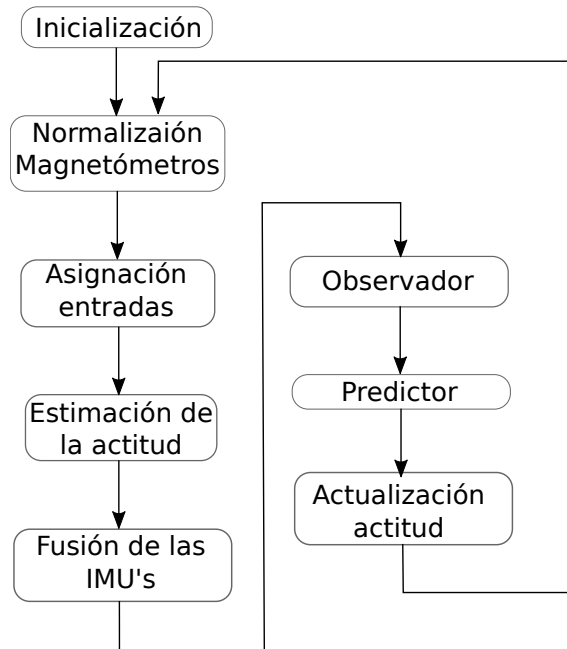 Inicialización
Normalizaión
Magnetómetros
Asignación
entradas
Estimación de
la actitud
Fusión de las
IMU's
Observador
Predictor
Actualización
actitud